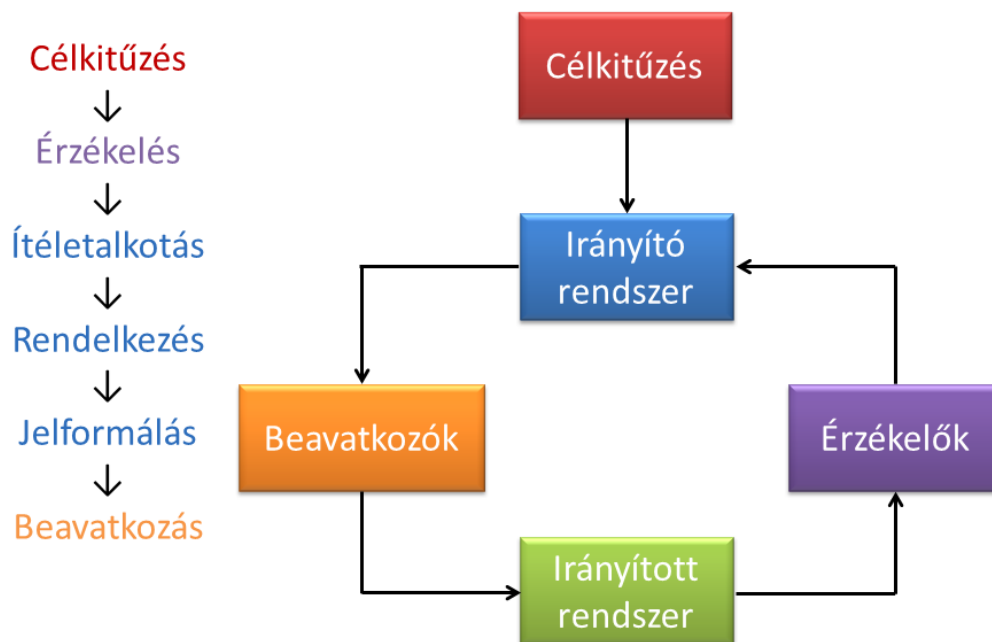 Célkitűzés
↓
Érzékelés
↓
Ítéletalkotás
↓
Rendelkezés
↓
Jelformálás
↓
Beavatkozás
Célkitűzés
Irányító
rendszer
Beavatkozók
Érzékelők
Irányított
rendszer